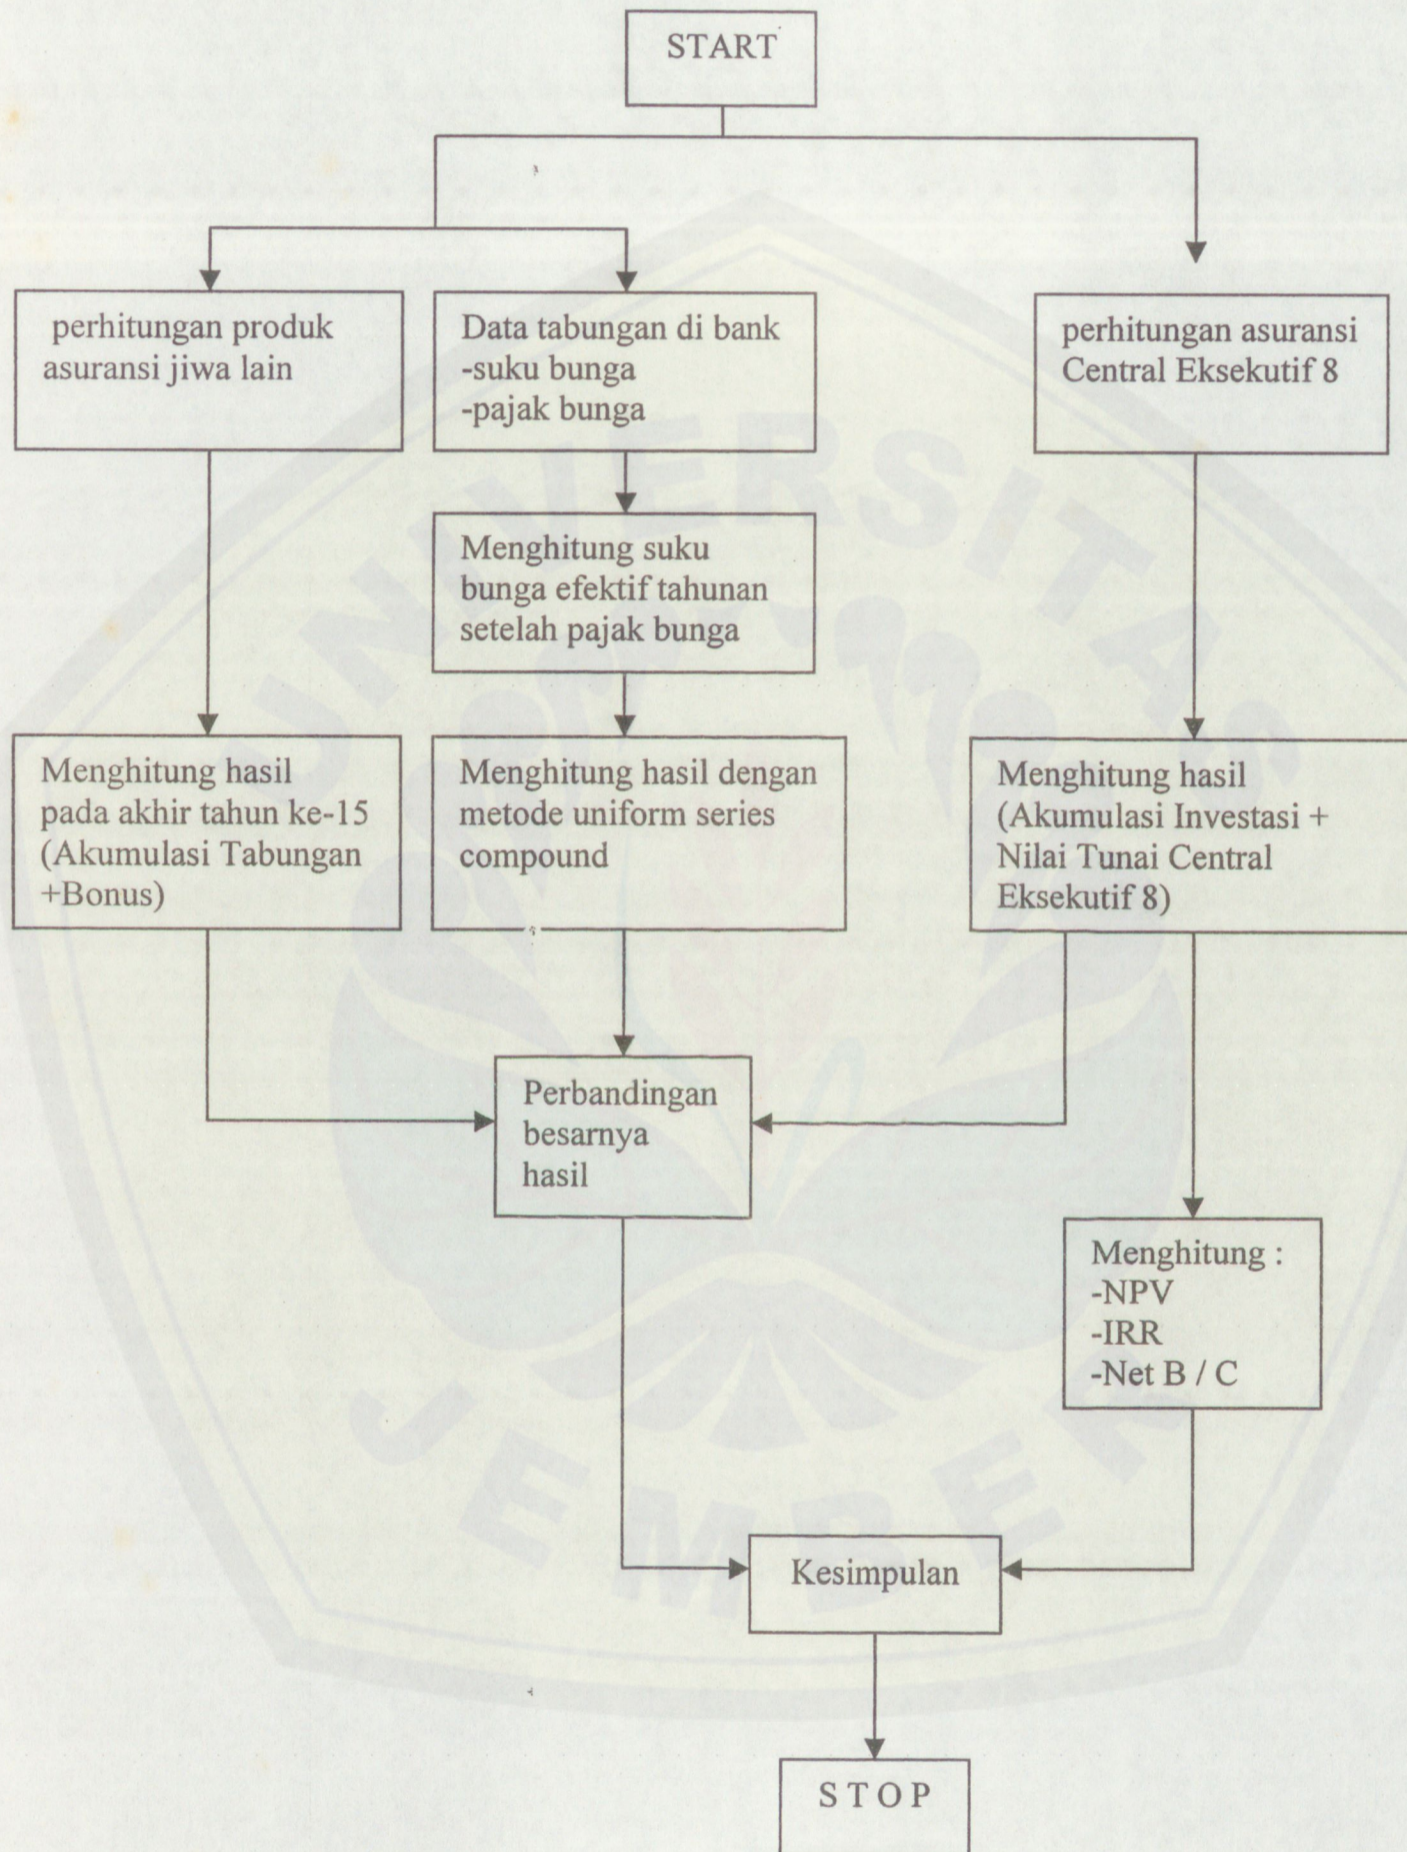 START
perhitungan produk
asuransi jiwa lain
Data tabungan di bank
-suku bunga
-pajak bunga
perhitungan asuransi
Central Eksekutif 8
Menghitung suku
bunga efektif tahunan
setelah pajak bunga
Menghitung hasil
pada akhir tahun ke-15
(Akumulasi Tabungan
+Bonus)
Menghitung hasil dengan
metode uniform series
compound
Menghitung hasil
(Akumulasi Investasi +
Nilai Tunai Central
Eksekutif 8)
Perbandingan
besarnya
hasil
Menghitung :
-NPV
-IRR
-Net B / C
Kesimpulan
S T O P
UNIVERSITAS
JEMBER